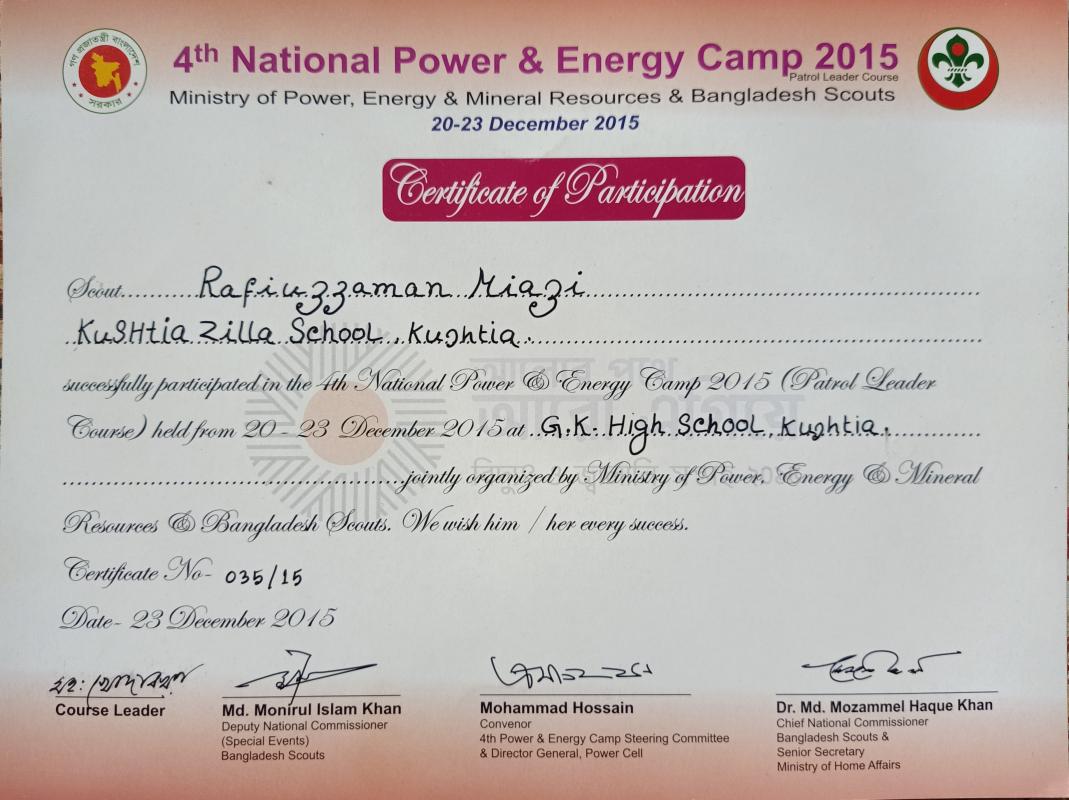 গণপ্রজাতন্ত্রী বাংলাদেশ
সরকার
4th National Power & Energy Camp 2015
Patrol Leader Course
Ministry of Power, Energy & Mineral Resources & Bangladesh Scouts
20-23 December 2015
Certificate of Participation
Scout Rafiuzzaman Miazi
KuSHtia Zilla School, Kushtia.
successfully participated in the 4th National Power & Energy Camp 2015 (Patrol Leader
Course) held from 20 - 23 December 2015 at G.K. High School, Kushtia.
jointly organized by Ministry of Power, Energy & Mineral
Resources & Bangladesh Scouts. We wish him / her every success.
Certificate No- 035/15
Date- 23 December 2015
Course Leader
Md. Monirul Islam Khan
Deputy National Commissioner
(Special Events)
Bangladesh Scouts
Mohammad Hossain
Convenor
4th Power & Energy Camp Steering Committee
& Director General, Power Cell
Dr. Md. Mozammel Haque Khan
Chief National Commissioner
Bangladesh Scouts &
Senior Secretary
Ministry of Home Affairs